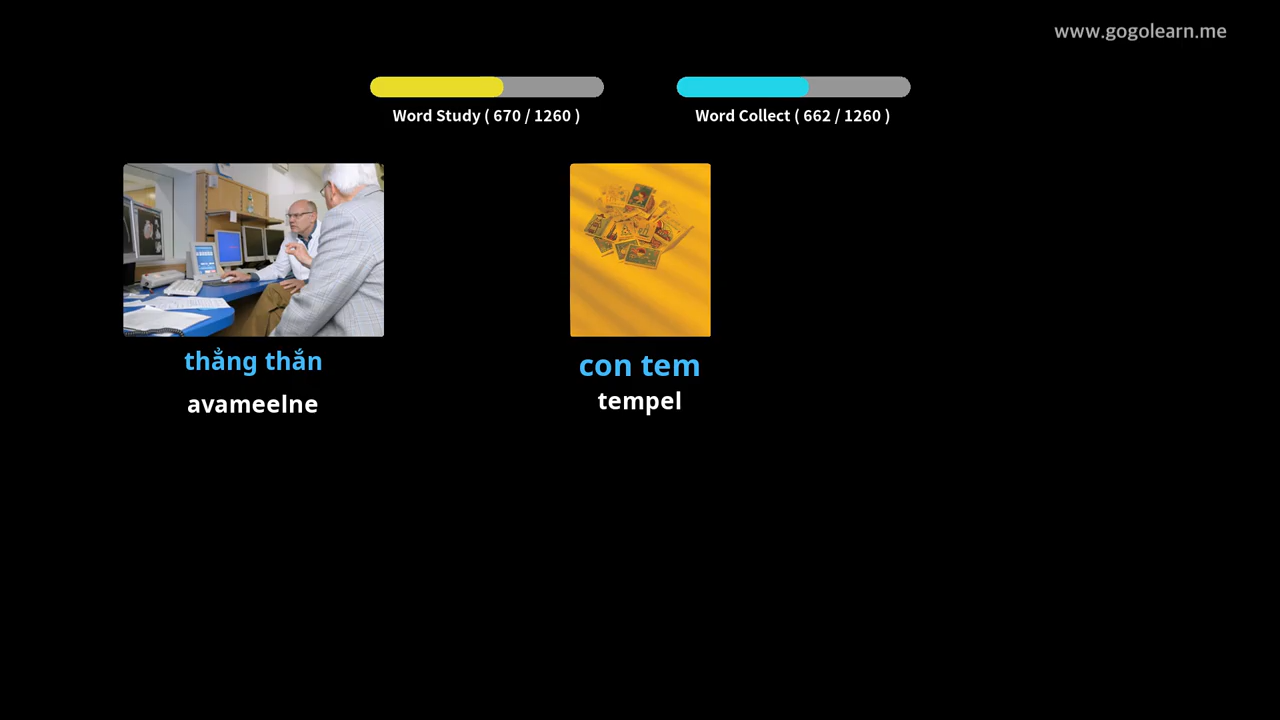 www.gogolearn.me
Word Study ( 670 / 1260 )
Word Collect ( 662 / 1260 )
thẳng thắn
avameelne
con tem
tempel